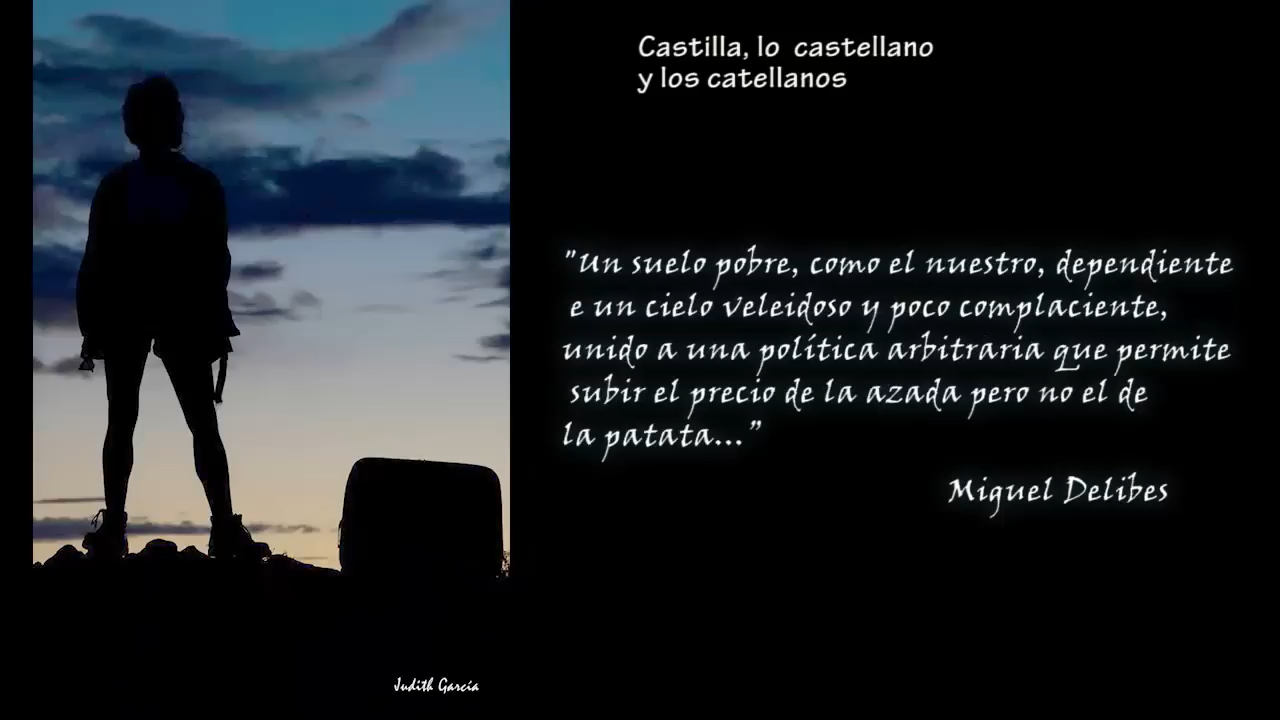 Castilla, lo castellano
y los catellanos
"Un suelo pobre, como el nuestro, dependiente
e un cielo veleidoso y poco complaciente,
unido a una política arbitraria que permite
subir el precio de la azada pero no el de
la patata..."
Miguel Delibes
Judith García